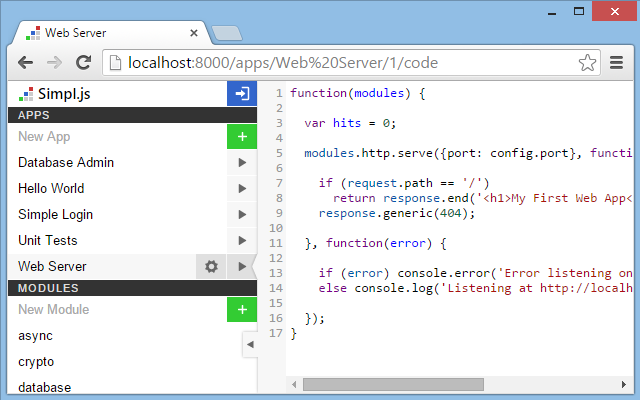 Web Server
localhost:8000/apps/Web%20Server/1/code
Simpl.js
APPS
New App
Database Admin
Hello World
Simple Login
Unit Tests
Web Server
MODULES
New Module
async
crypto
database
1 function(modules) {
2
3 var hits = 0;
4
5 modules.http.serve({port: config.port}, functi
6
7 if (request.path == '/')
8 return response.end('<h1>My First Web App<
9 response.generic(404);
10
11 }, function(error) {
12
13 if (error) console.error('Error listening on
14 else console.log('Listening at http://localh
15
16 });
17 }